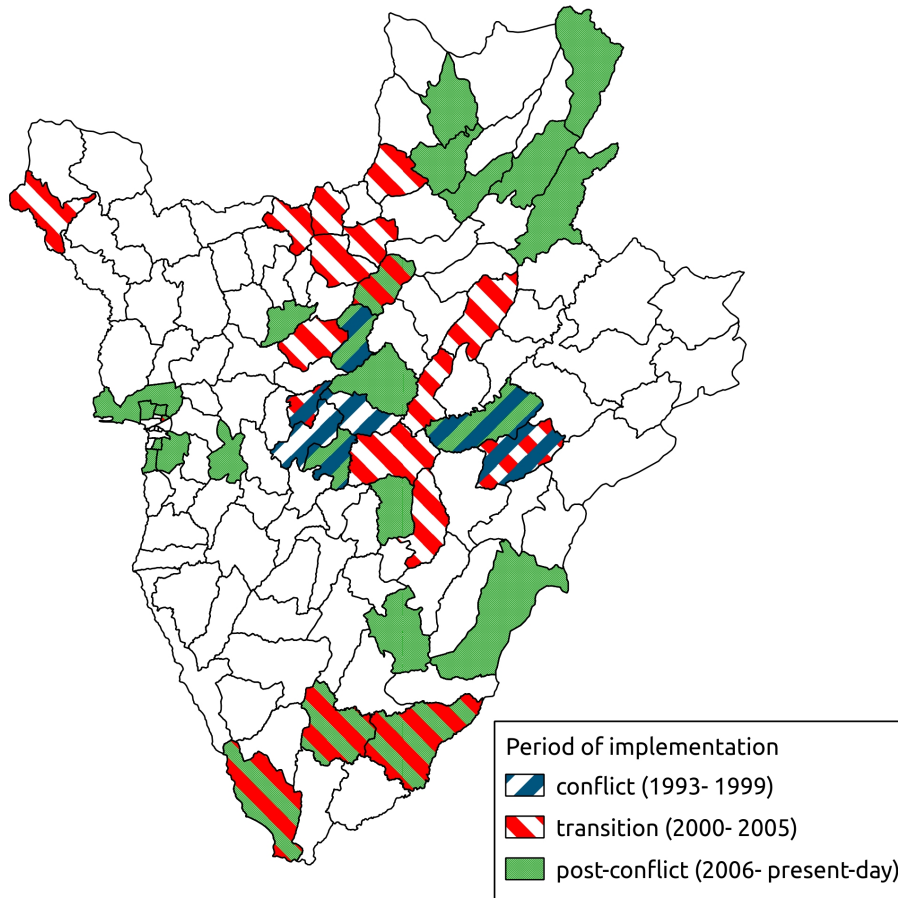 Period of implementation
conflict (1993- 1999)
transition (2000- 2005)
post-conflict (2006- present-day)